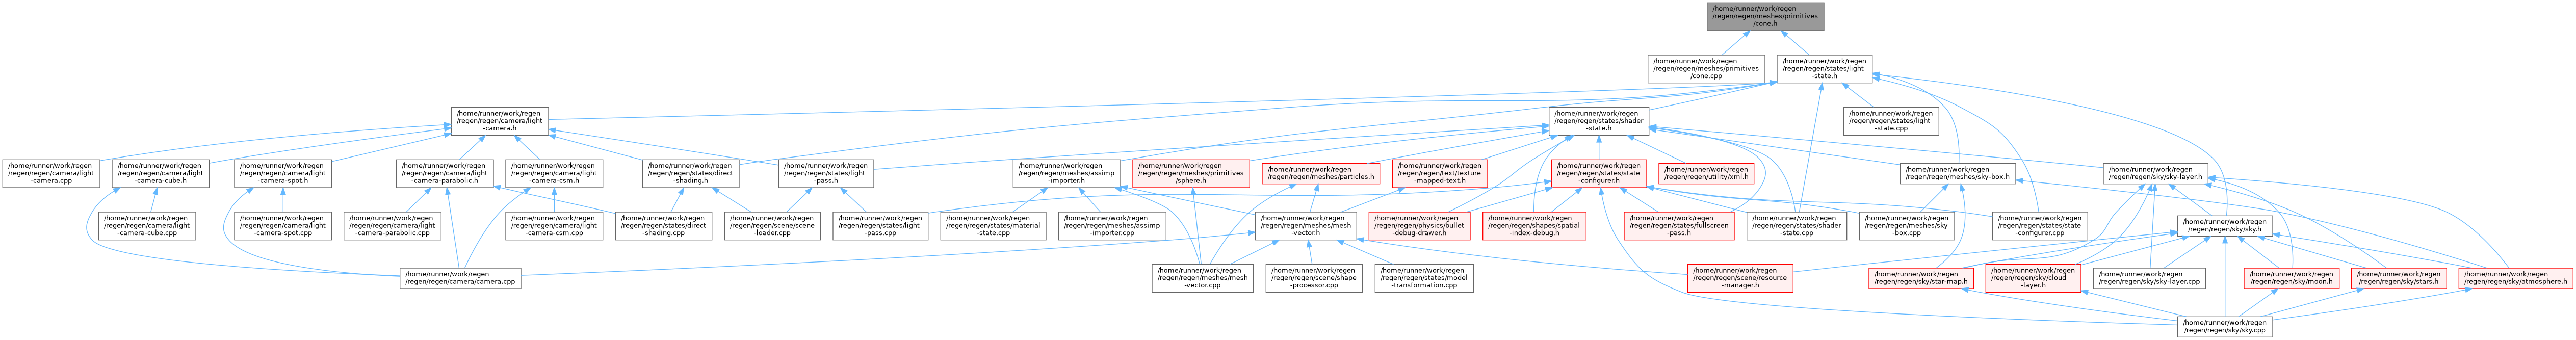 /home/runner/work/regen
/regen/regen/meshes/primitives
/cone.h
/home/runner/work/regen
/regen/regen/meshes/primitives
/cone.cpp
/home/runner/work/regen
/regen/regen/states/light
-state.h
/home/runner/work/regen
/regen/regen/camera/light
-camera.h
/home/runner/work/regen
/regen/regen/states/shader
-state.h
/home/runner/work/regen
/regen/regen/states/light
-state.cpp
/home/runner/work/regen
/regen/regen/camera/light
-camera.cpp
/home/runner/work/regen
/regen/regen/camera/light
-camera-cube.h
/home/runner/work/regen
/regen/regen/camera/light
-camera-spot.h
/home/runner/work/regen
/regen/regen/camera/light
-camera-parabolic.h
/home/runner/work/regen
/regen/regen/camera/light
-camera-csm.h
/home/runner/work/regen
/regen/regen/states/direct
-shading.h
/home/runner/work/regen
/regen/regen/states/light
-pass.h
/home/runner/work/regen
/regen/regen/meshes/assimp
-importer.h
/home/runner/work/regen
/regen/regen/meshes/primitives
/sphere.h
/home/runner/work/regen
/regen/regen/meshes/particles.h
/home/runner/work/regen
/regen/regen/text/texture
-mapped-text.h
/home/runner/work/regen
/regen/regen/states/state
-configurer.h
/home/runner/work/regen
/regen/regen/utility/xml.h
/home/runner/work/regen
/regen/regen/meshes/sky-box.h
/home/runner/work/regen
/regen/regen/sky/sky-layer.h
/home/runner/work/regen
/regen/regen/camera/light
-camera-cube.cpp
/home/runner/work/regen
/regen/regen/camera/light
-camera-spot.cpp
/home/runner/work/regen
/regen/regen/camera/light
-camera-parabolic.cpp
/home/runner/work/regen
/regen/regen/camera/light
-camera-csm.cpp
/home/runner/work/regen
/regen/regen/states/direct
-shading.cpp
/home/runner/work/regen
/regen/regen/scene/scene
-loader.cpp
/home/runner/work/regen
/regen/regen/states/light
-pass.cpp
/home/runner/work/regen
/regen/regen/states/material
-state.cpp
/home/runner/work/regen
/regen/regen/meshes/assimp
-importer.cpp
/home/runner/work/regen
/regen/regen/meshes/mesh
-vector.h
/home/runner/work/regen
/regen/regen/physics/bullet
-debug-drawer.h
/home/runner/work/regen
/regen/regen/shapes/spatial
-index-debug.h
/home/runner/work/regen
/regen/regen/states/fullscreen
-pass.h
/home/runner/work/regen
/regen/regen/states/shader
-state.cpp
/home/runner/work/regen
/regen/regen/meshes/sky
-box.cpp
/home/runner/work/regen
/regen/regen/states/state
-configurer.cpp
/home/runner/work/regen
/regen/regen/sky/sky.h
/home/runner/work/regen
/regen/regen/camera/camera.cpp
/home/runner/work/regen
/regen/regen/meshes/mesh
-vector.cpp
/home/runner/work/regen
/regen/regen/scene/shape
-processor.cpp
/home/runner/work/regen
/regen/regen/states/model
-transformation.cpp
/home/runner/work/regen
/regen/regen/scene/resource
-manager.h
/home/runner/work/regen
/regen/regen/sky/star-map.h
/home/runner/work/regen
/regen/regen/sky/cloud
-layer.h
/home/runner/work/regen
/regen/regen/sky/sky-layer.cpp
/home/runner/work/regen
/regen/regen/sky/moon.h
/home/runner/work/regen
/regen/regen/sky/stars.h
/home/runner/work/regen
/regen/regen/sky/atmosphere.h
/home/runner/work/regen
/regen/regen/sky/sky.cpp